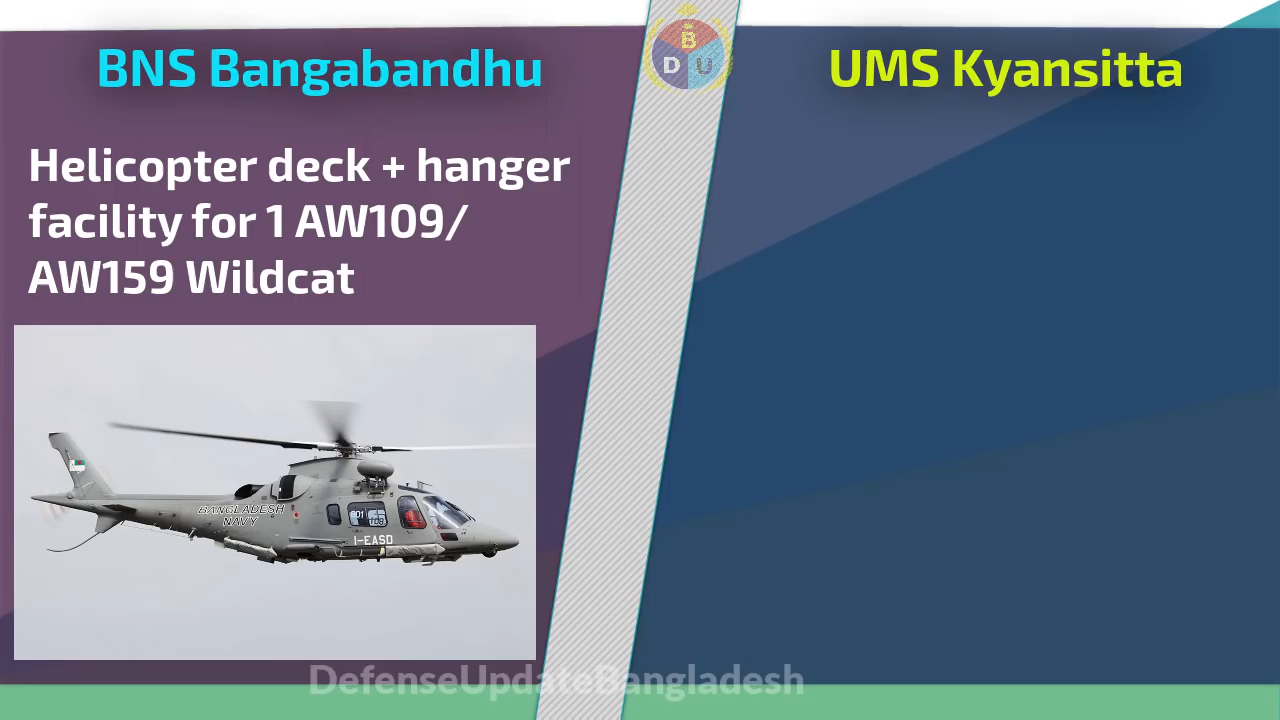 BNS Bangabandhu
UMS Kyansitta
B
D U
Helicopter deck + hanger
facility for 1 AW109/
AW159 Wildcat
BANGLADESH
NAVY
I-EASD
DefenseUpdateBangladesh